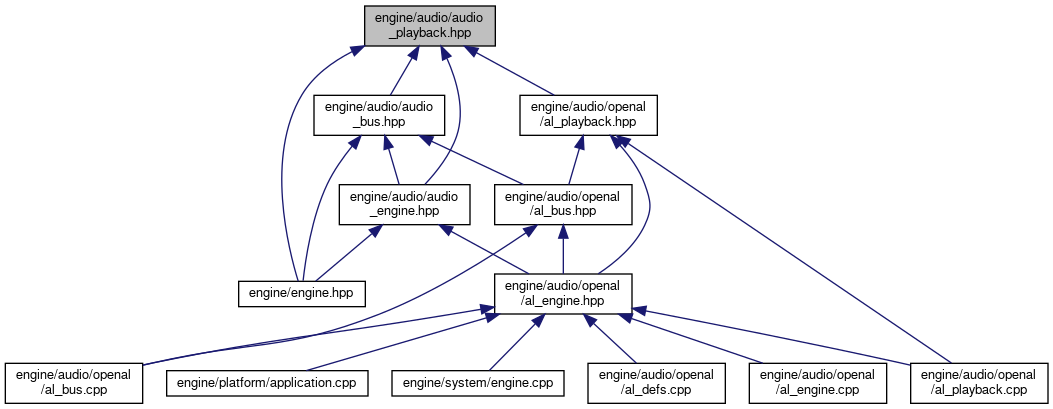 engine/audio/audio
_playback.hpp
engine/audio/audio
_bus.hpp
engine/audio/openal
/al_playback.hpp
engine/audio/audio
_engine.hpp
engine/audio/openal
/al_bus.hpp
engine/engine.hpp
engine/audio/openal
/al_engine.hpp
engine/audio/openal
/al_bus.cpp
engine/platform/application.cpp
engine/system/engine.cpp
engine/audio/openal
/al_defs.cpp
engine/audio/openal
/al_engine.cpp
engine/audio/openal
/al_playback.cpp